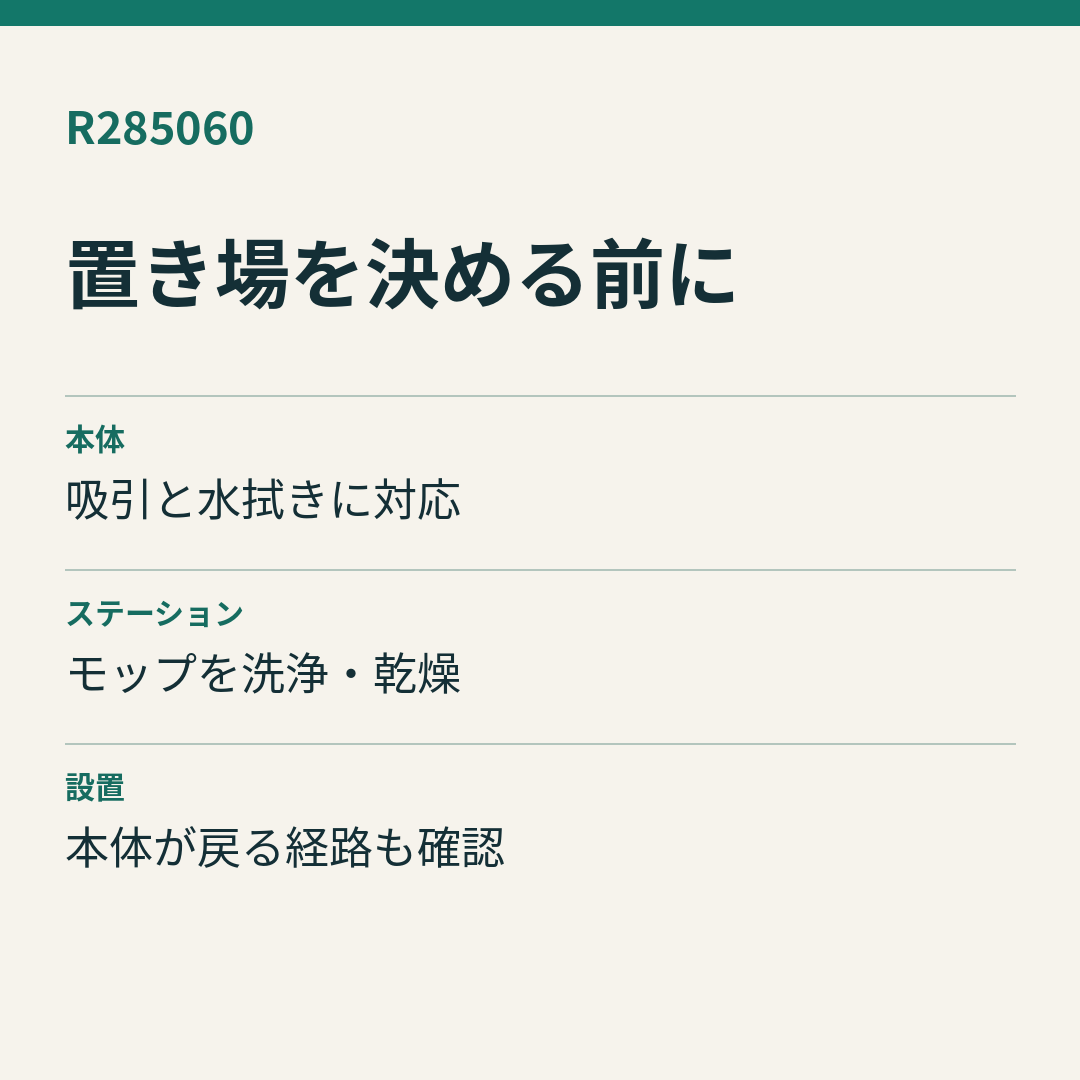 R285060
置き場を決める前に
本体
吸引と水拭きに対応
ステーション
モップを洗浄・乾燥
設置
本体が戻る経路も確認